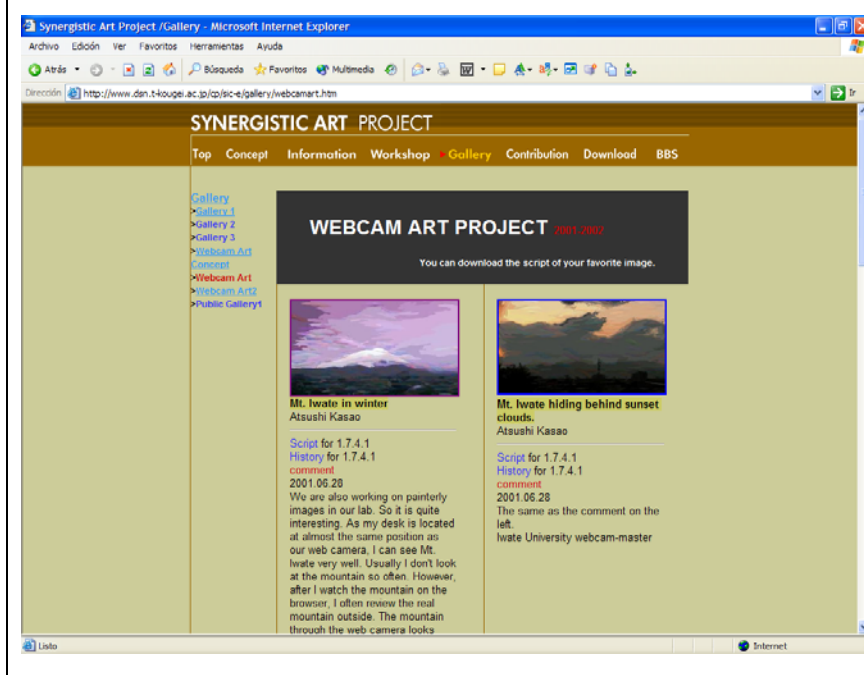 Synergistic Art Project /Gallery - Microsoft Internet Explorer
Archivo Edición Ver Favoritos Herramientas Ayuda
Atrás Búsqueda Favoritos Multimedia
Dirección http://www.dsn.t-kougei.ac.jp/cp/sic-e/gallery/webcamart.htm Ir
SYNERGISTIC ART PROJECT
Top Concept Information Workshop Gallery Contribution Download BBS
Gallery
>Gallery 1
>Gallery 2
>Gallery 3
>Websam Art
Concept
>Webcam Art
>Webcam Art2
>Public Gallery1
WEBCAM ART PROJECT 2001.2002
You can download the script of your favorite image.
Mt. Iwate in winter
Atsushi Kasao
Script for 1.7.4.1
History for 1.7.4.1
comment
2001.06.28
We are also working on painterly
images in our lab. So it is quite
interesting. As my desk is located
at almost the same position as
our web camera, I can see Mt.
Iwate very well. Usually I don't look
at the mountain so often. However,
after I watch the mountain on the
browser, I often review the real
mountain outside. The mountain
through the web camera looks
Mt. Iwate hiding behind sunset
clouds.
Atsushi Kasao
Script for 1.7.4.1
History for 1.7.4.1
comment
2001.06.28
The same as the comment on the
left.
Iwate University webcam-master
Listo Internet